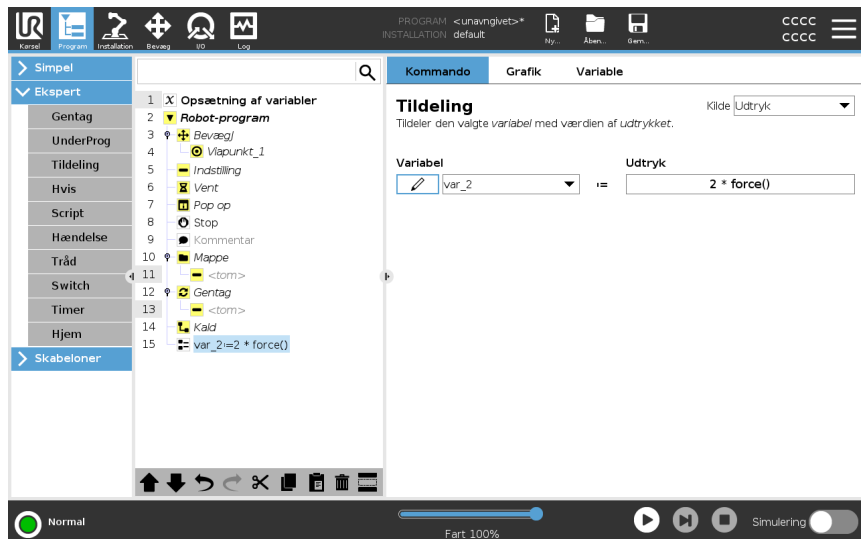 UR
PROGRAM <unavngivet>*
INSTALLATION default
Kørsel Program Installation Bevæg I/O Log
Ny... Åben... Gem...
CCCC
CCCC
Simpel
Ekspert
Gentag
UnderProg
Tildeling
Hvis
Script
Hændelse
Tråd
Switch
Timer
Hjem
Skabeloner
1 X Opsætning af variabler
2 Robot-program
3 BevægJ
4 Viapunkt_1
5 Indstilling
6 Vent
7 Pop op
8 Stop
9 Kommentar
10 Mappe
11 <tom>
12 Gentag
13 <tom>
14 Kald
15 var_2:=2 * force()
Kommando Grafik Variable
Tildeling
Kilde Udtryk
Tildeler den valgte variabel med værdien af udtrykket.
Variabel Udtryk
var_2 := 2 * force()
Normal
Fart 100%
Simulering